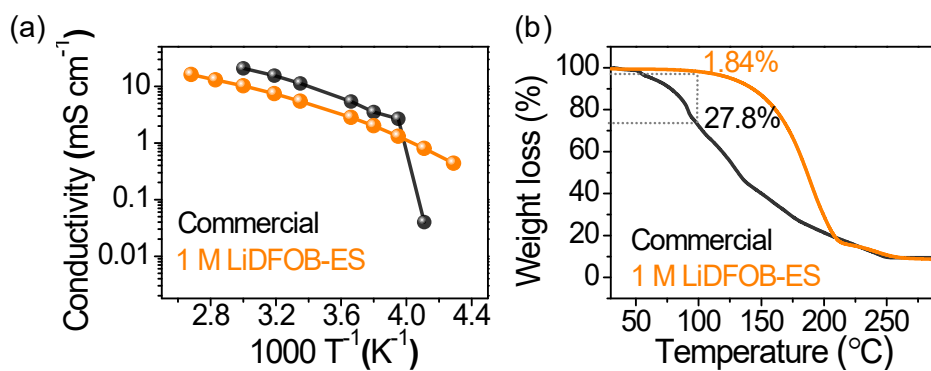 (a)
Conductivity (mS cm⁻¹)
10
1
0.1
0.01
Commercial
1 M LiDFOB-ES
2.8 3.2 3.6 4.0 4.4
1000 T⁻¹(K⁻¹)
(b)
Weight loss (%)
100
80
60
40
20
0
1.84%
27.8%
Commercial
1 M LiDFOB-ES
50 100 150 200 250
Temperature (°C)